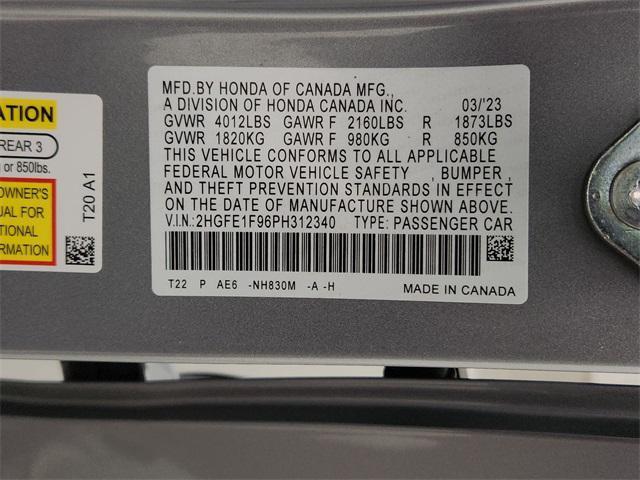 ATION
REAR 3
g or 850lbs.
OWNER'S
UAL FOR
TIONAL
RMATION
T20 A1
MFD.BY HONDA OF CANADA MFG.,
A DIVISION OF HONDA CANADA INC. 03/'23
GVWR 4012LBS GAWR F 2160LBS R 1873LBS
GVWR 1820KG GAWR F 980KG R 850KG
THIS VEHICLE CONFORMS TO ALL APPLICABLE
FEDERAL MOTOR VEHICLE SAFETY , BUMPER ,
AND THEFT PREVENTION STANDARDS IN EFFECT
ON THE DATE OF MANUFACTURE SHOWN ABOVE.
V.I.N.:2HGFE1F96PH312340 TYPE: PASSENGER CAR
T22 P AE6 -NH830M -A -H
MADE IN CANADA